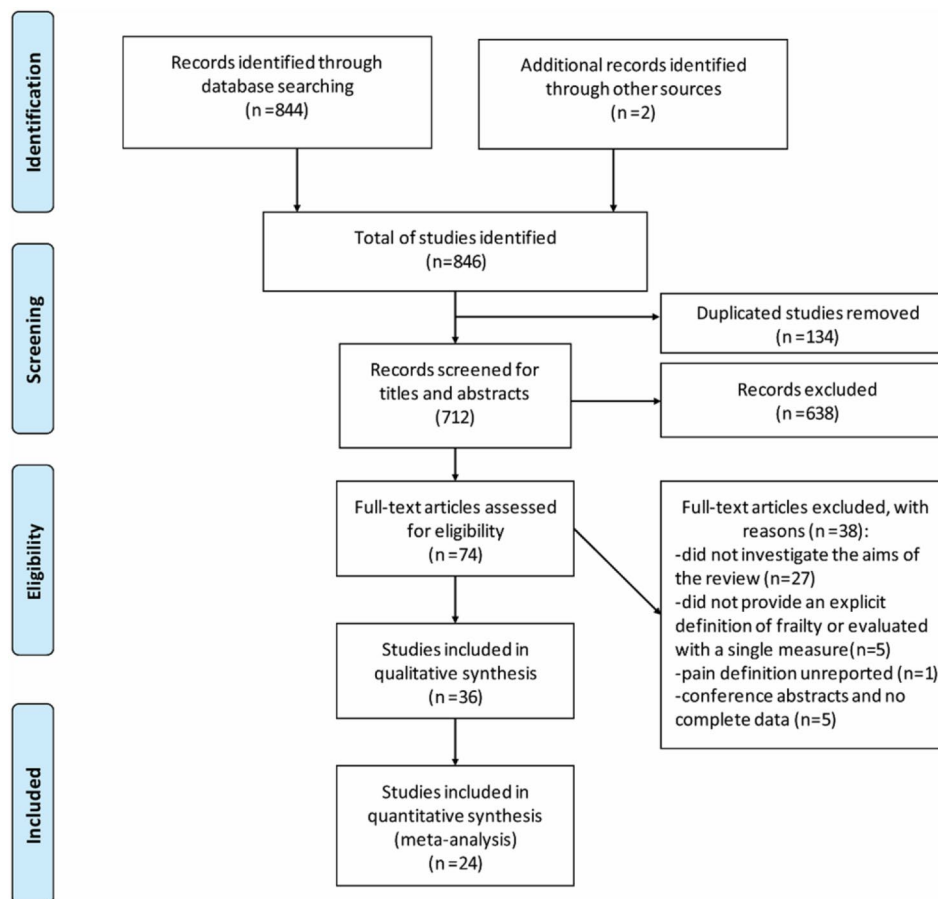 Identification
Records identified through
database searching
(n =844)
Additional records identified
through other sources
(n =2)
Total of studies identified
(n=846)
Screening
Duplicated studies removed
(n =134)
Records screened for
titles and abstracts
(712)
Records excluded
(n =638)
Eligibility
Full-text articles assessed
for eligibility
(n =74)
Full-text articles excluded, with
reasons (n =38):
-did not investigate the aims of
the review (n=27)
-did not provide an explicit
definition of frailty or evaluated
with a single measure(n=5)
-pain definition unreported (n=1)
-conference abstracts and no
complete data (n=5)
Studies included in
qualitative synthesis
(n =36)
Included
Studies included in
quantitative synthesis
(meta-analysis)
(n =24)